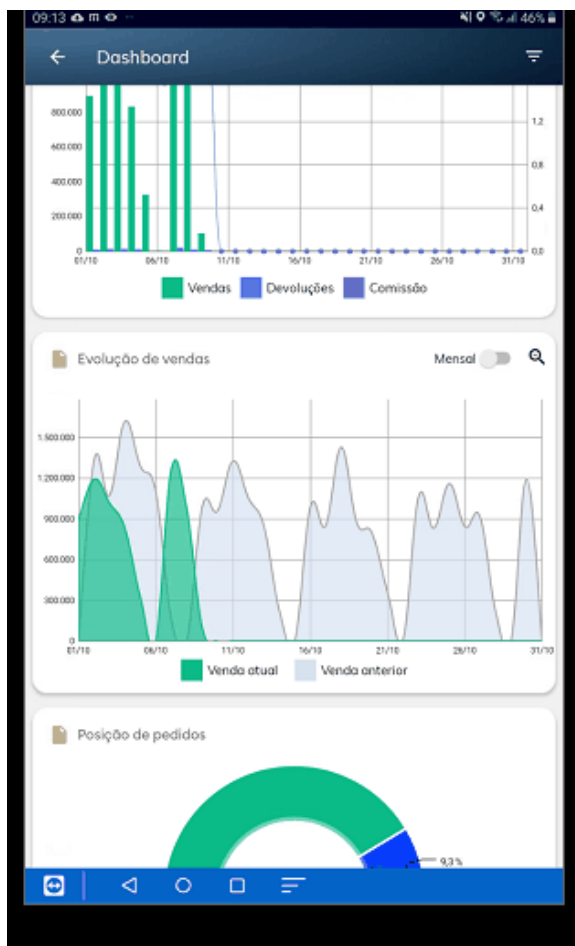 09:13 46%
Dashboard
800.000
600.000
400.000
200.000
0
1,2
0,8
0,4
0,0
01/10 06/10 11/10 16/10 21/10 26/10 31/10
Vendas Devoluções Comissão
Evolução de vendas Mensal
1.500.000
1.200.000
900.000
600.000
300.000
0
01/10 06/10 11/10 16/10 21/10 26/10 31/10
Venda atual Venda anterior
Posição de pedidos
9,3 %